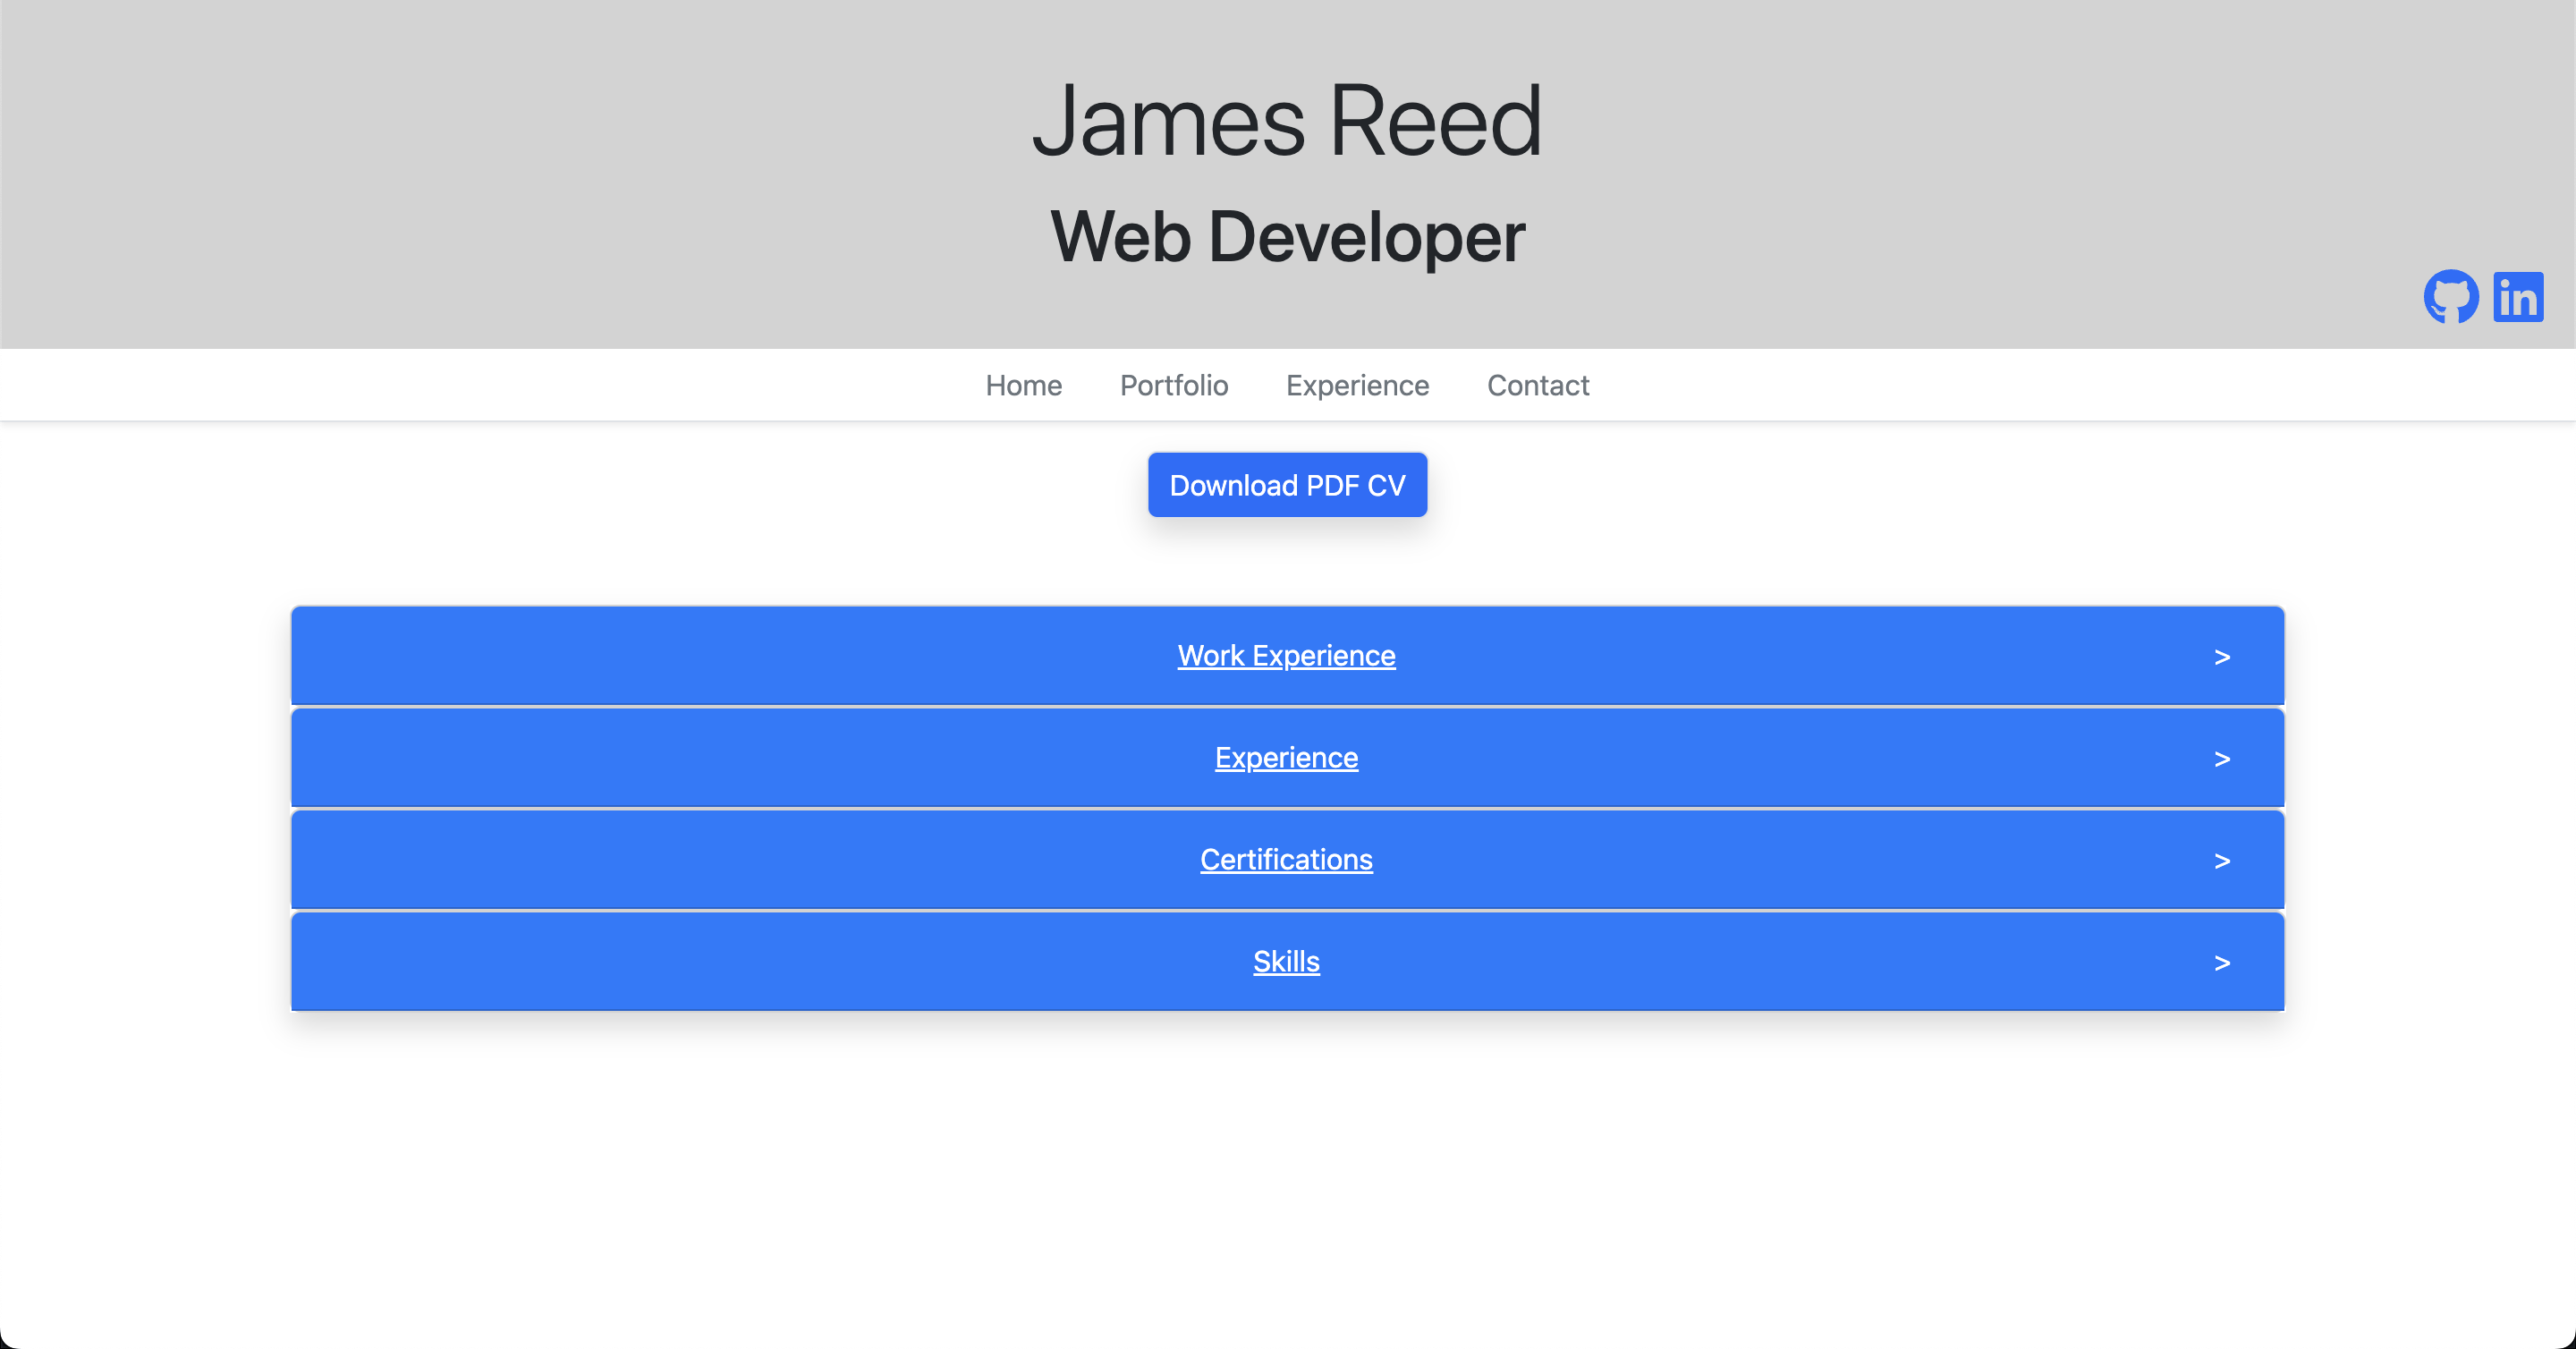 James Reed
Web Developer
in
Home Portfolio Experience Contact
Download PDF CV
Work Experience >
Experience >
Certifications >
Skills >